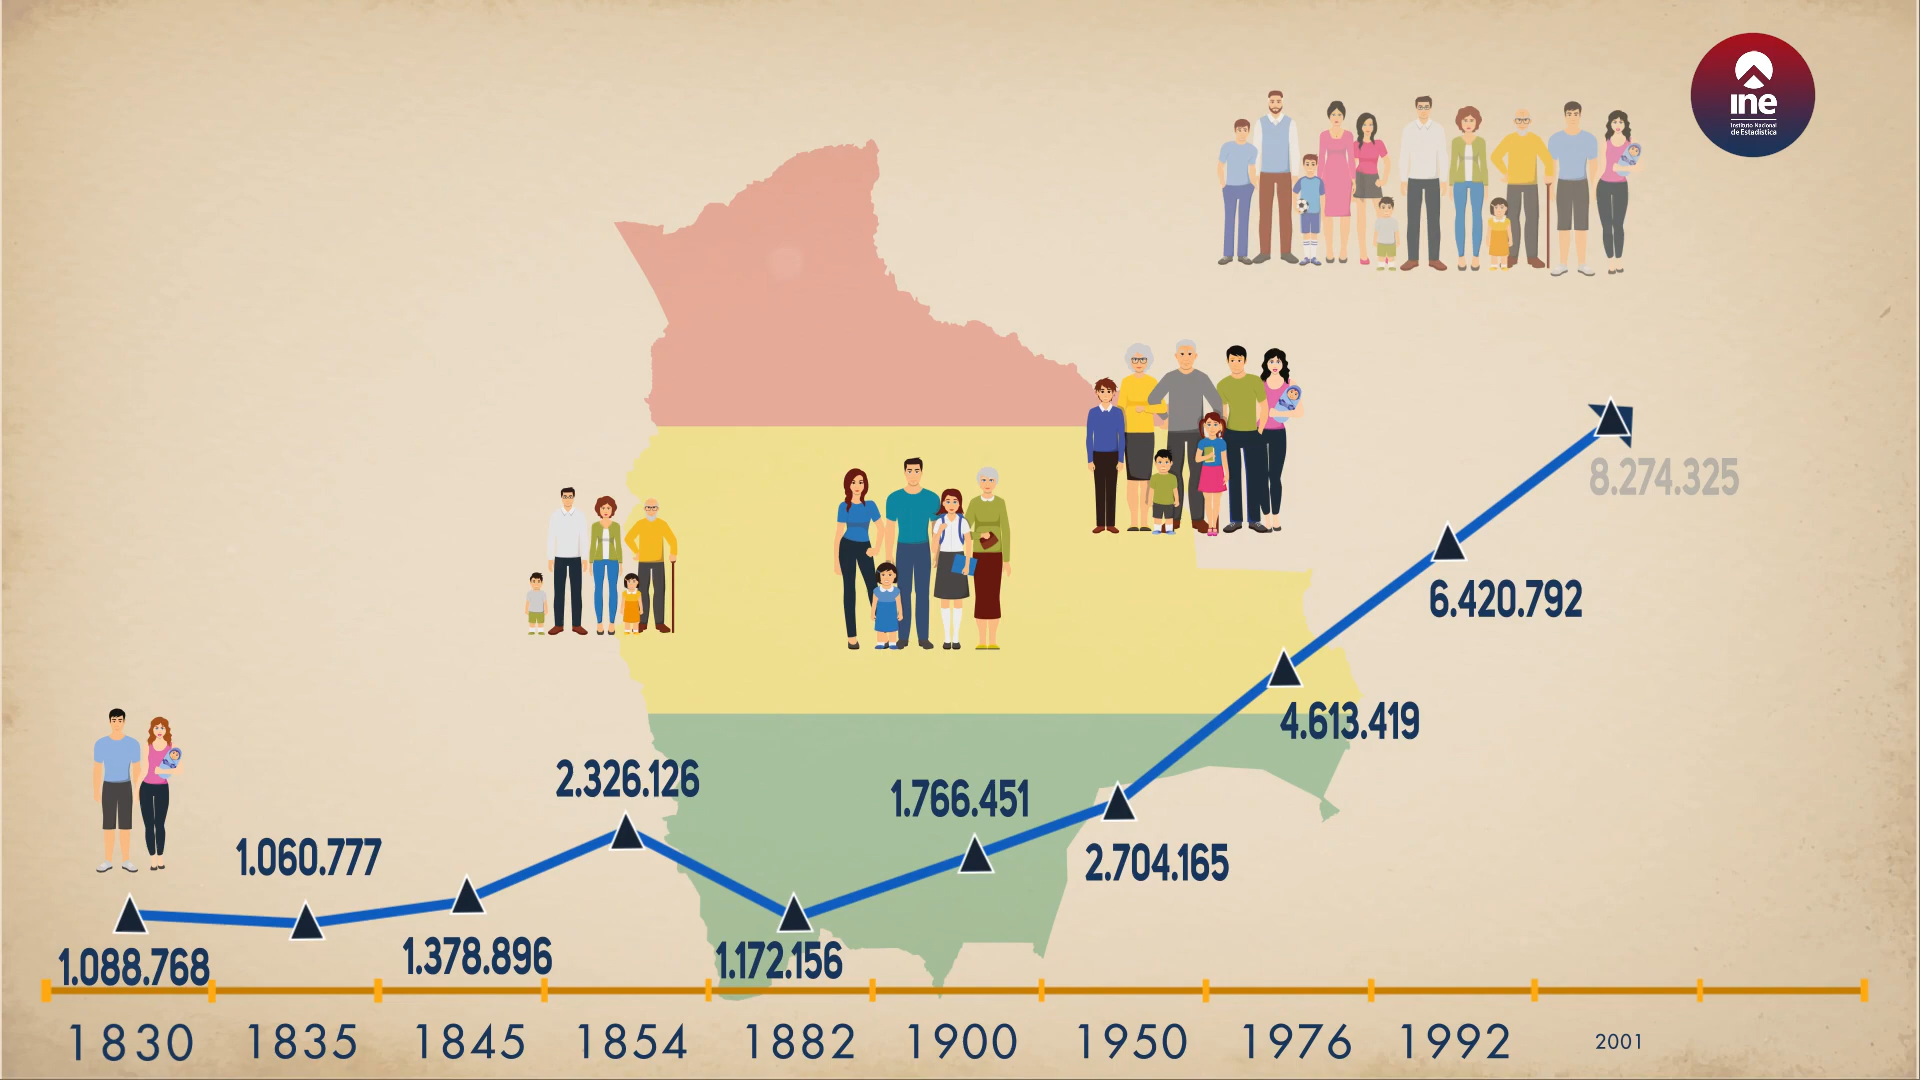 ine
Instituto Nacional
de Estadística
8.274.325
6.420.792
4.613.419
2.326.126
1.766.451
1.060.777
2.704.165
1.378.896
1.172.156
1.088.768
1830 1835 1845 1854 1882 1900 1950 1976 1992 2001